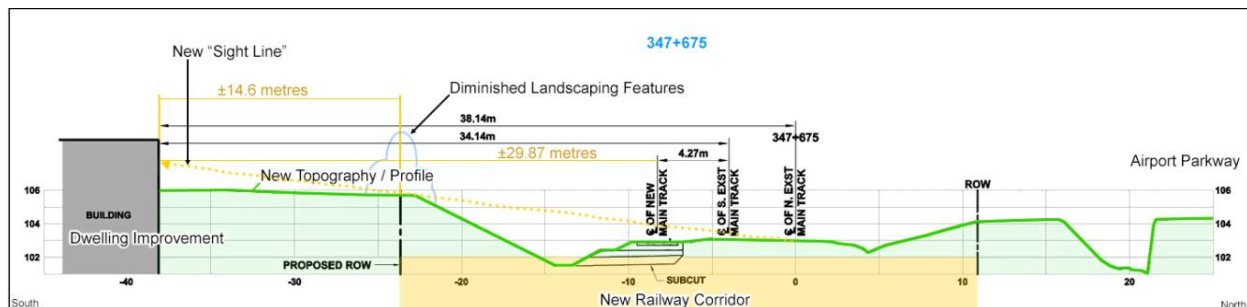 347+675
New "Sight Line"
±14.6 metres
Diminished Landscaping Features
38.14m
34.14m
347+675
±29.87 metres
4.27m
Airport Parkway
New Topography / Profile
℄ OF NEW
MAIN TRACK
℄ OF S. EXST
MAIN TRACK
℄ OF N. EXST
MAIN TRACK
ROW
106
106
104
104
102
102
BUILDING
Dwelling Improvement
PROPOSED ROW
SUBCUT
-40
-30
-20
-10
0
10
20
South
New Railway Corridor
North